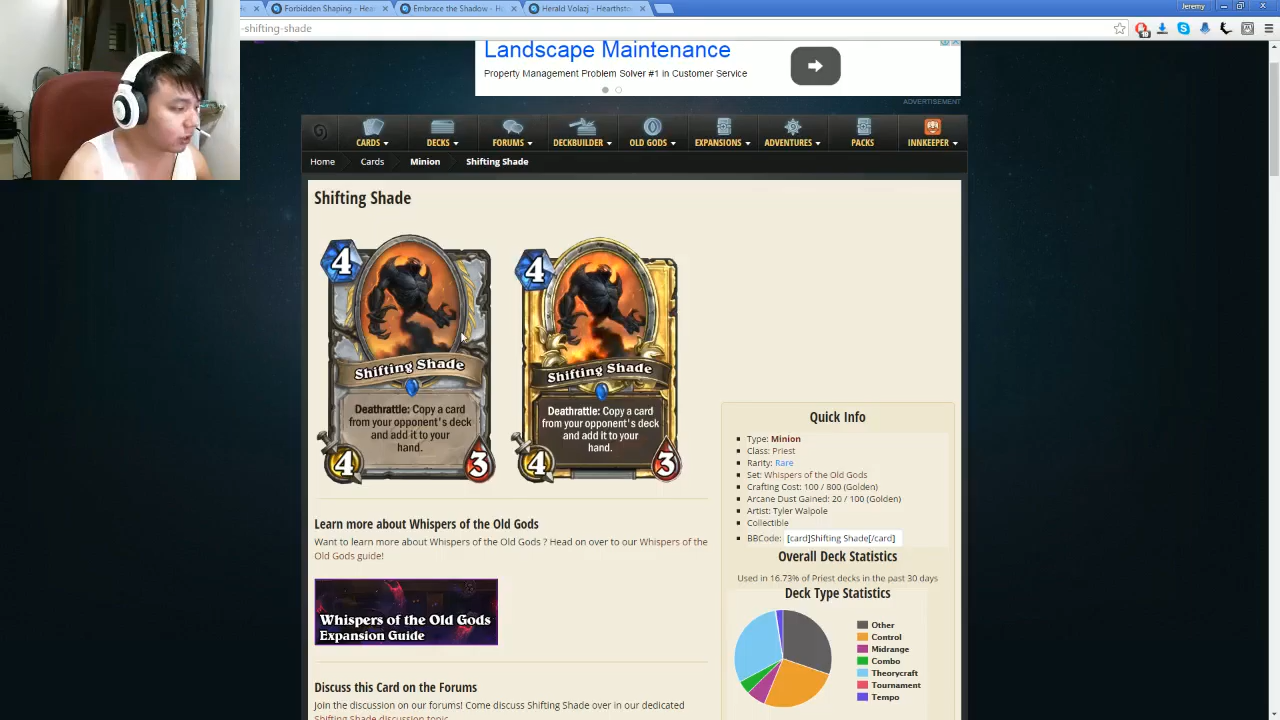 Forbidden Shaping - Hear
Embrace the Shadow - H
Herald Volazj - Hearthsto
Jeremy
-shifting-shade
Landscape Maintenance
Property Management Problem Solver #1 in Customer Service
ADVERTISEMENT
CARDS
DECKS
FORUMS
DECKBUILDER
OLD GODS
EXPANSIONS
ADVENTURES
PACKS
INNKEEPER
Home
Cards
Minion
Shifting Shade
Shifting Shade
4
Shifting Shade
Deathrattle: Copy a card
from your opponent's deck
and add it to your
hand.
4
3
4
Shifting Shade
Deathrattle: Copy a card
from your opponent's deck
and add it to your
hand.
4
3
Quick Info
Type: Minion
Class: Priest
Rarity: Rare
Set: Whispers of the Old Gods
Crafting Cost: 100 / 800 (Golden)
Arcane Dust Gained: 20 / 100 (Golden)
Artist: Tyler Walpole
Collectible
BBCode: [card]Shifting Shade[/card]
Overall Deck Statistics
Used in 16.73% of Priest decks in the past 30 days
Deck Type Statistics
Other
Control
Midrange
Combo
Theorycraft
Tournament
Tempo
Learn more about Whispers of the Old Gods
Want to learn more about Whispers of the Old Gods ? Head on over to our Whispers of the
Old Gods guide!
Whispers of the Old Gods
Expansion Guide
Discuss this Card on the Forums
Join the discussion on our forums! Come discuss Shifting Shade over in our dedicated
Shifting Shade discussion topic.